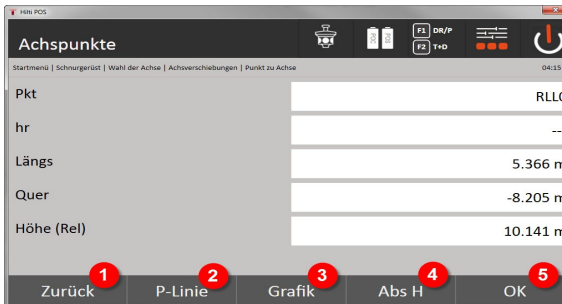 Hilti POS
Achspunkte
POC
POS
F1 DR/P
F2 T+D
Startmenü | Schnurgerüst | Wahl der Achse | Achsverschiebungen | Punkt zu Achse
04:15
Pkt
hr
--
Längs
5.366
Quer
-8.205
Höhe (Rel)
10.141
1
2
3
4
5
Zurück
P-Linie
Grafik
Abs H
OK